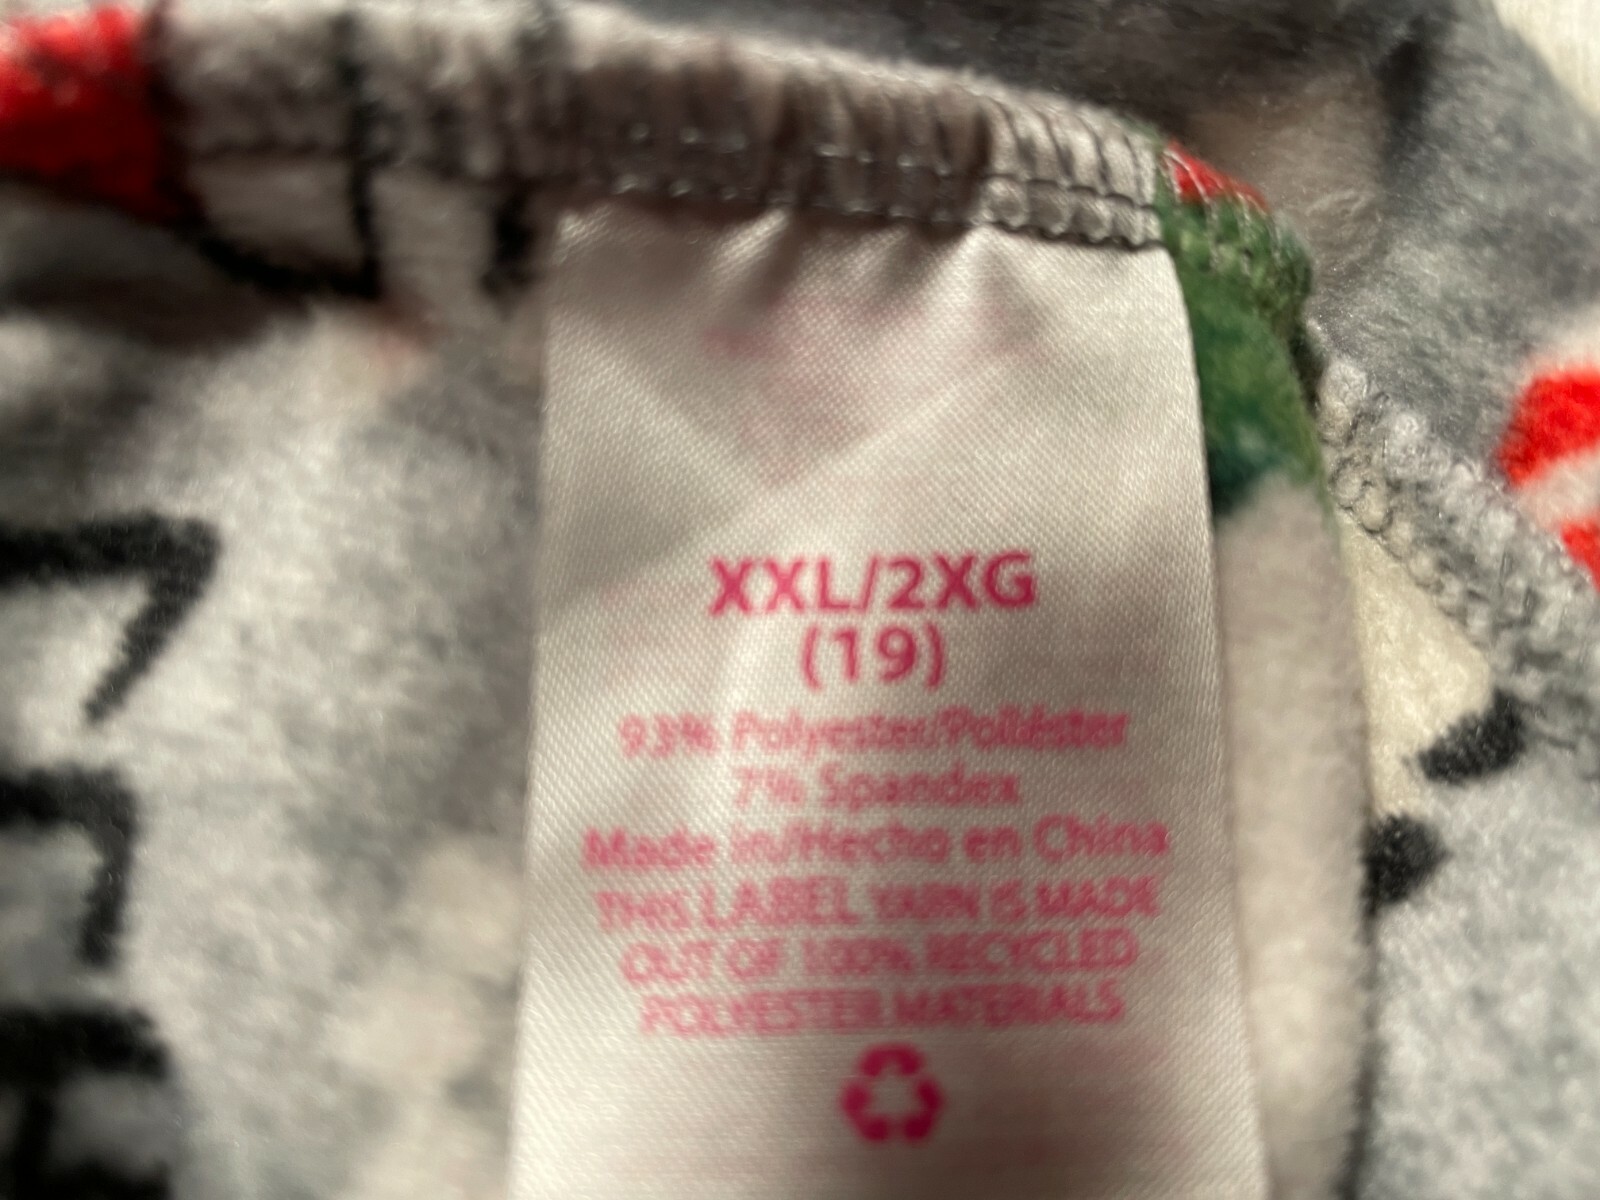 XXL/2XG
(19)
93% Polyester/Poliéster
7% Spandex
Made in/Hecho en China
THIS LABEL YARN IS MADE
OUT OF 100% RECYCLED
POLYESTER MATERIALS